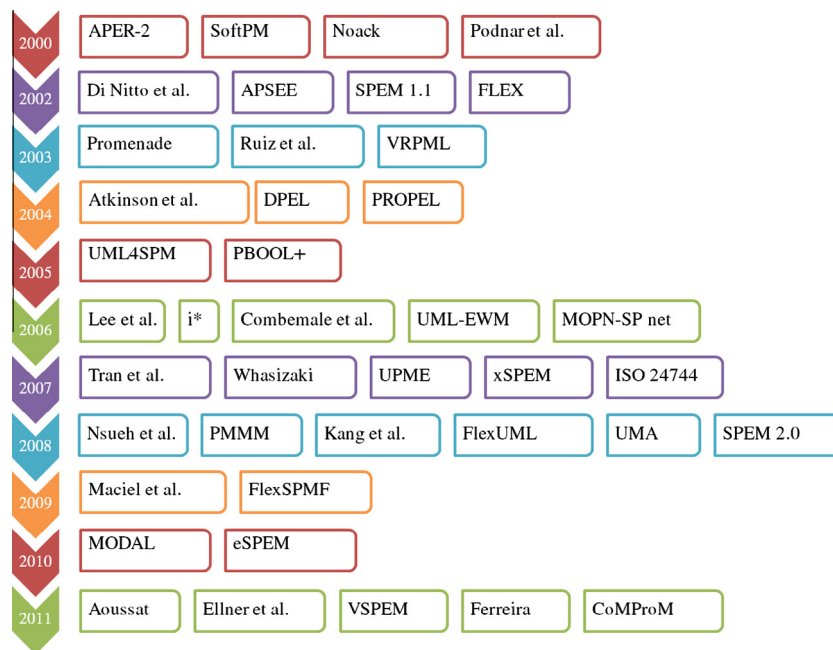 2000 APER-2 SoftPM Noack Podnar et al.
2002 Di Nitto et al. APSEE SPEM 1.1 FLEX
2003 Promenade Ruiz et al. VRPML
2004 Atkinson et al. DPEL PROPEL
2005 UML4SPM PBOOL+
2006 Lee et al. i* Combemale et al. UML-EWM MOPN-SP net
2007 Tran et al. Whasizaki UPME xSPEM ISO 24744
2008 Nsueh et al. PMMM Kang et al. FlexUML UMA SPEM 2.0
2009 Maciel et al. FlexSPMF
2010 MODAL eSPEM
2011 Aoussat Ellner et al. VSPEM Ferreira CoMProM